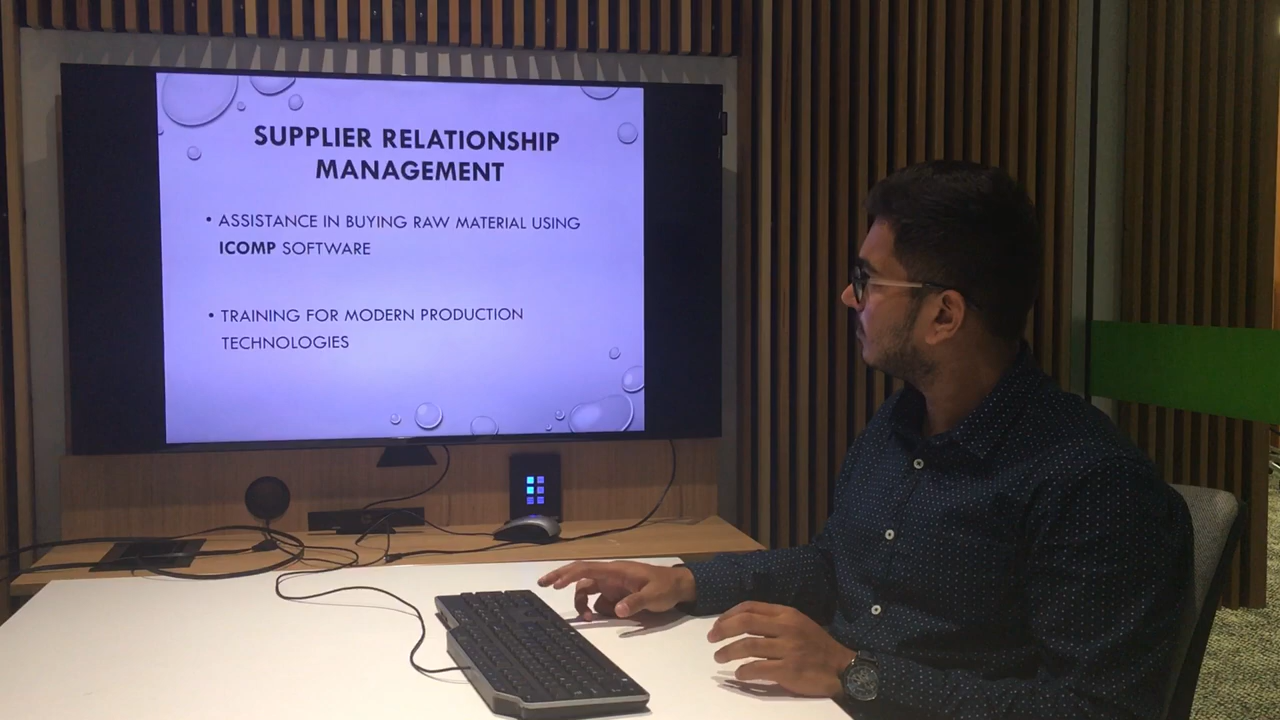 SUPPLIER RELATIONSHIP
MANAGEMENT
• ASSISTANCE IN BUYING RAW MATERIAL USING
ICOMP SOFTWARE
• TRAINING FOR MODERN PRODUCTION
TECHNOLOGIES